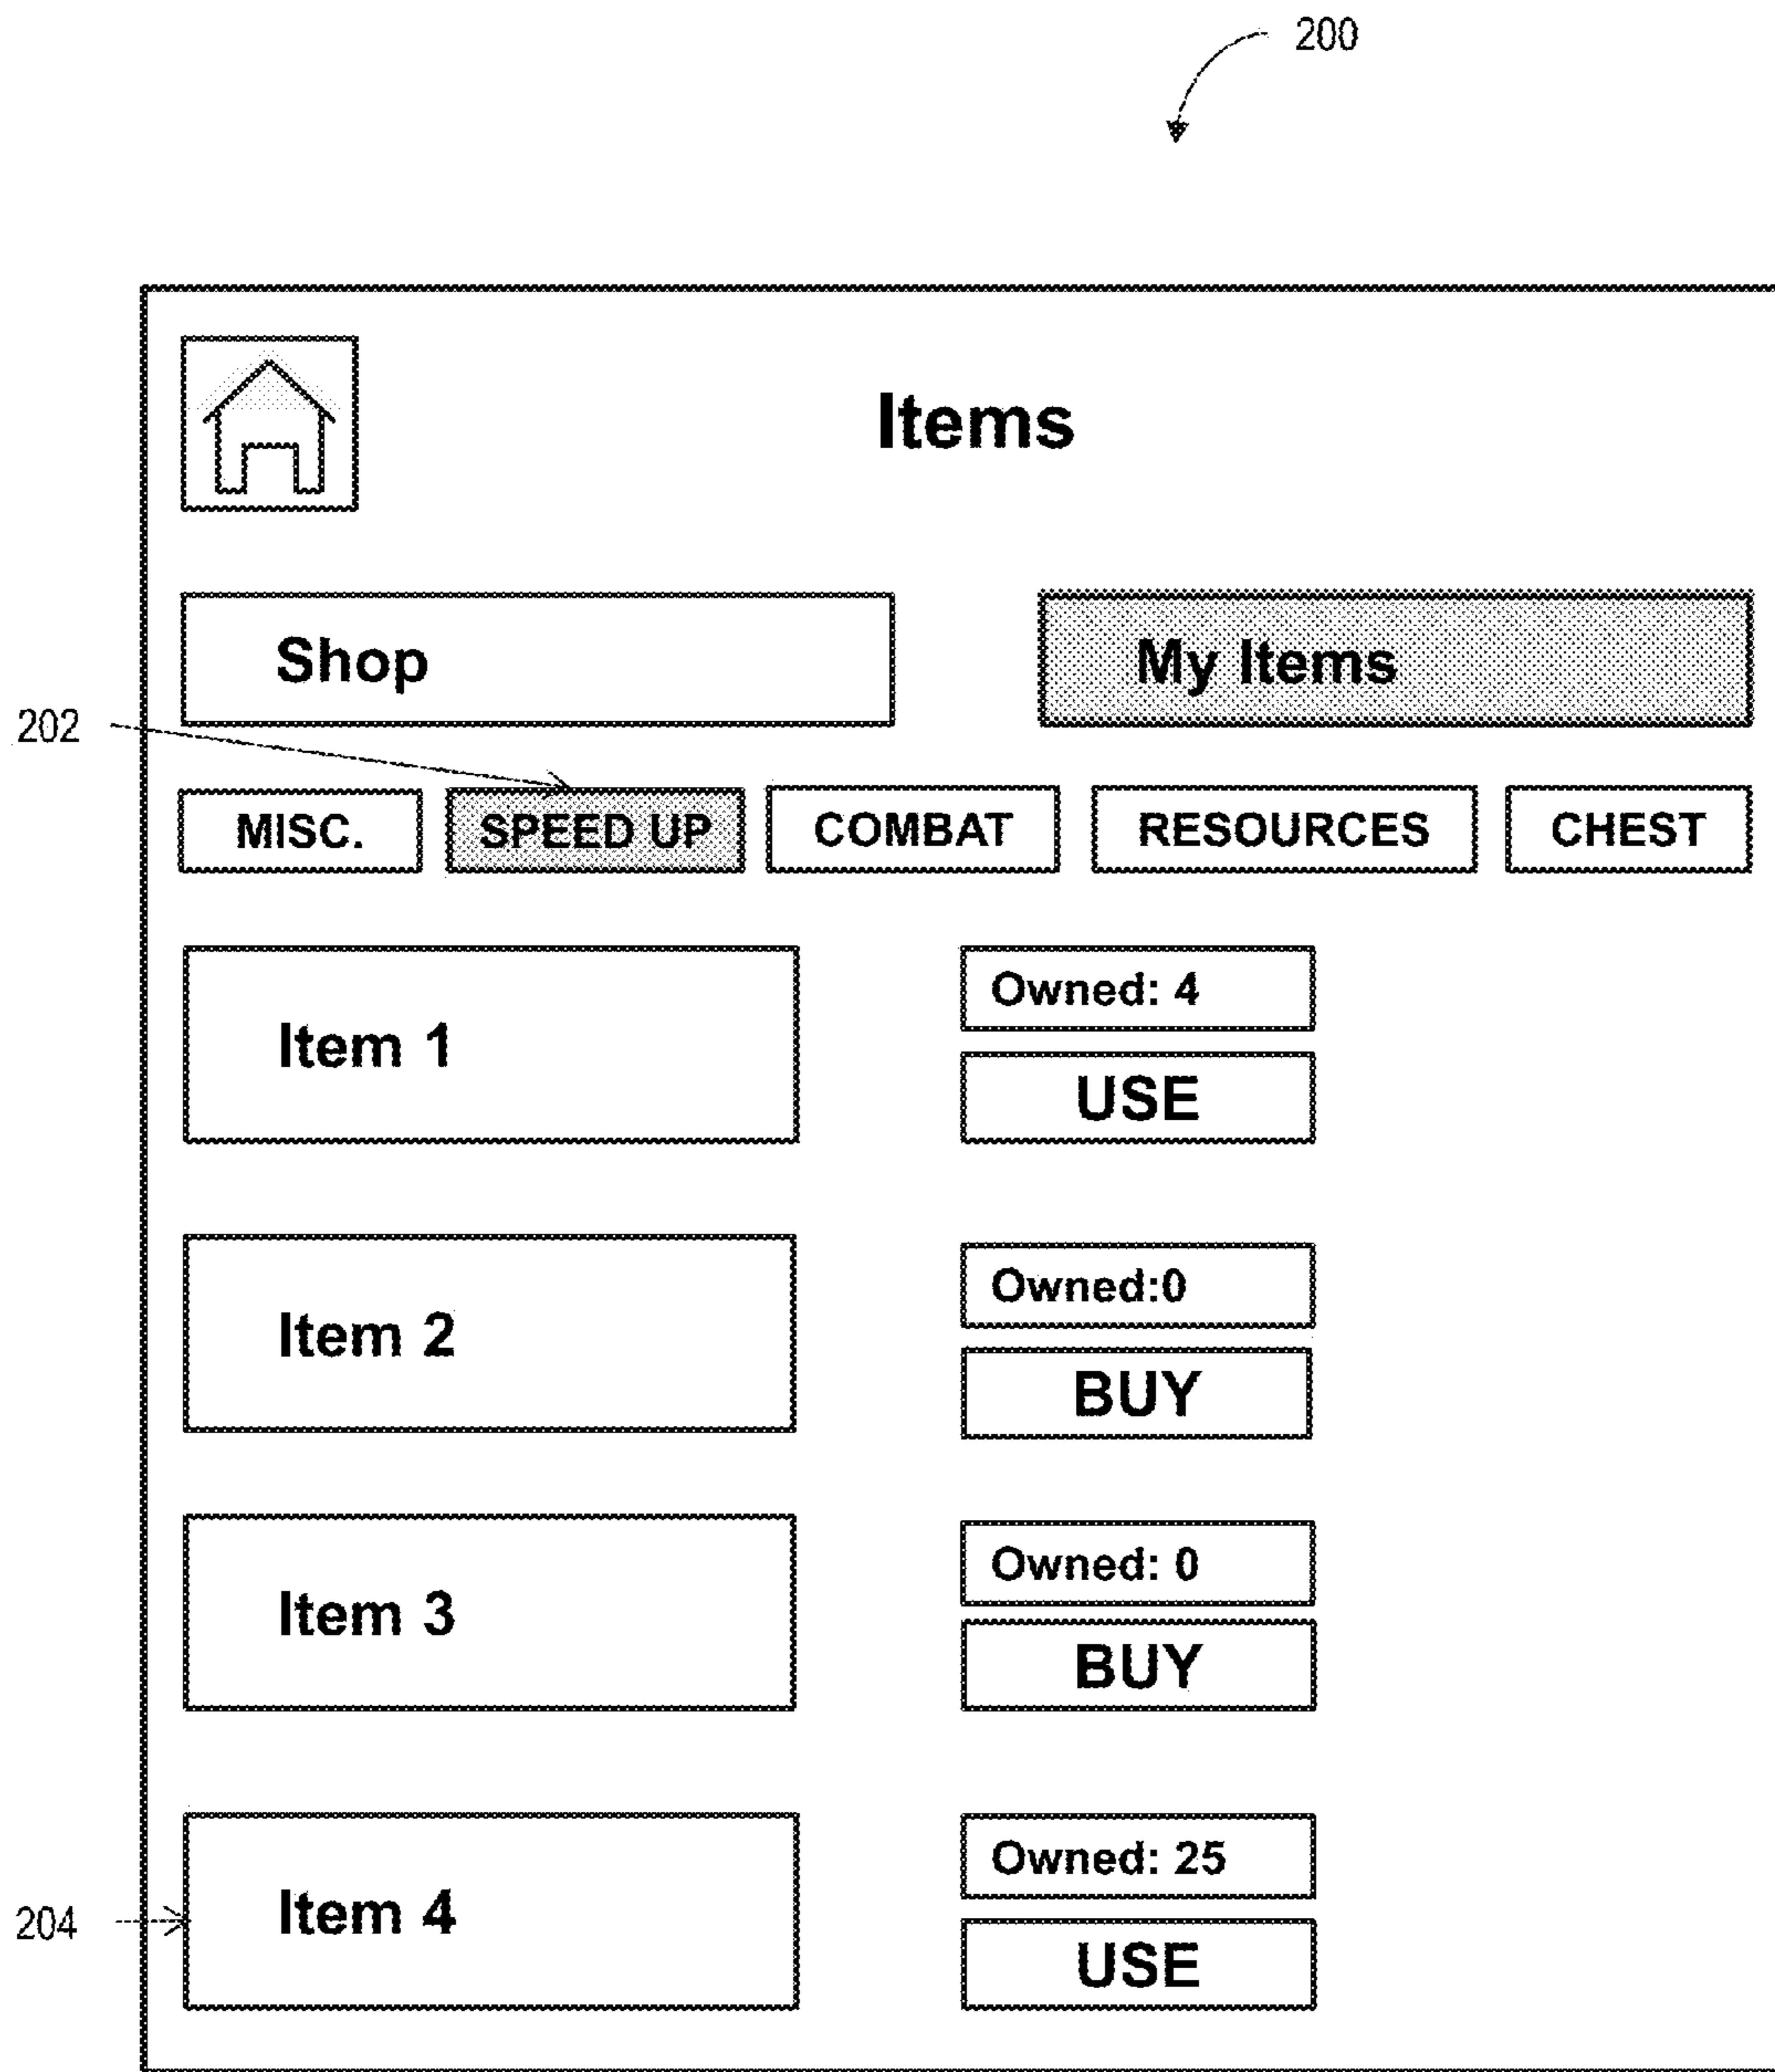 200
Items
Shop
My Items
202
MISC.
SPEED UP
COMBAT
RESOURCES
CHEST
Item 1
Owned: 4
USE
Item 2
Owned:0
BUY
Item 3
Owned: 0
BUY
204
Item 4
Owned: 25
USE